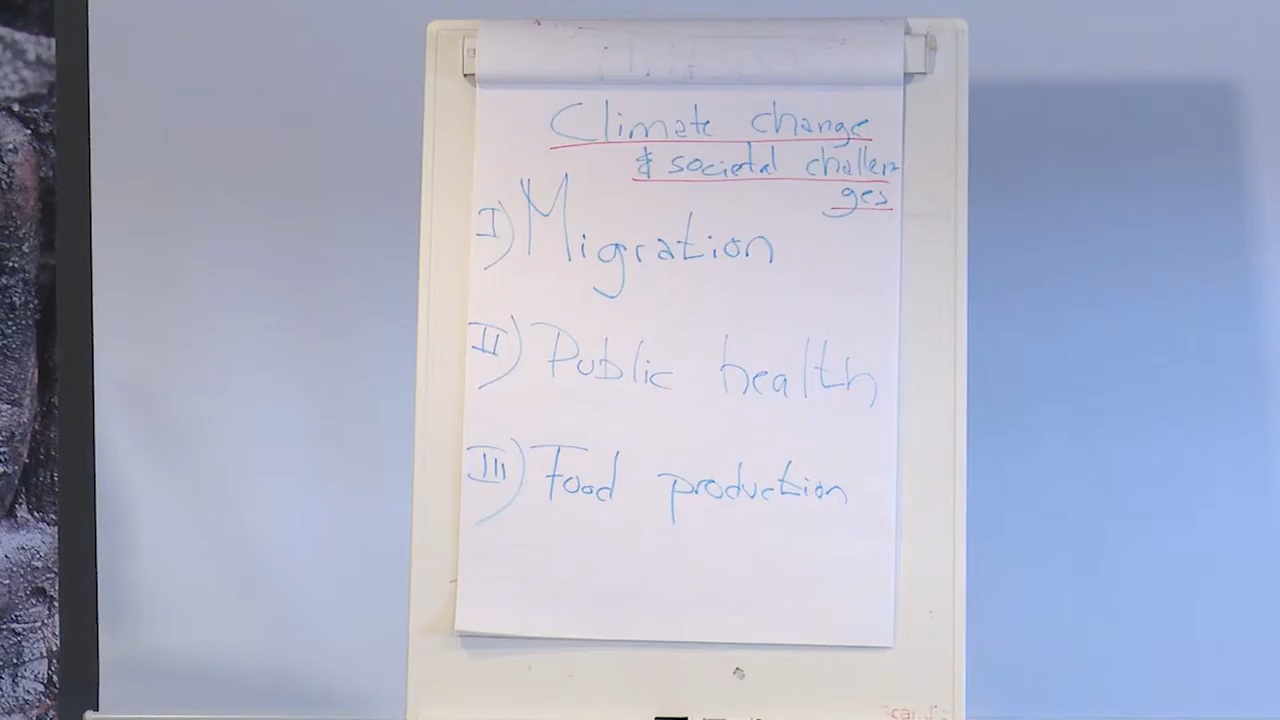 Climate change
& societal challen-
ges
I) Migration
II) Public health
III) Food production